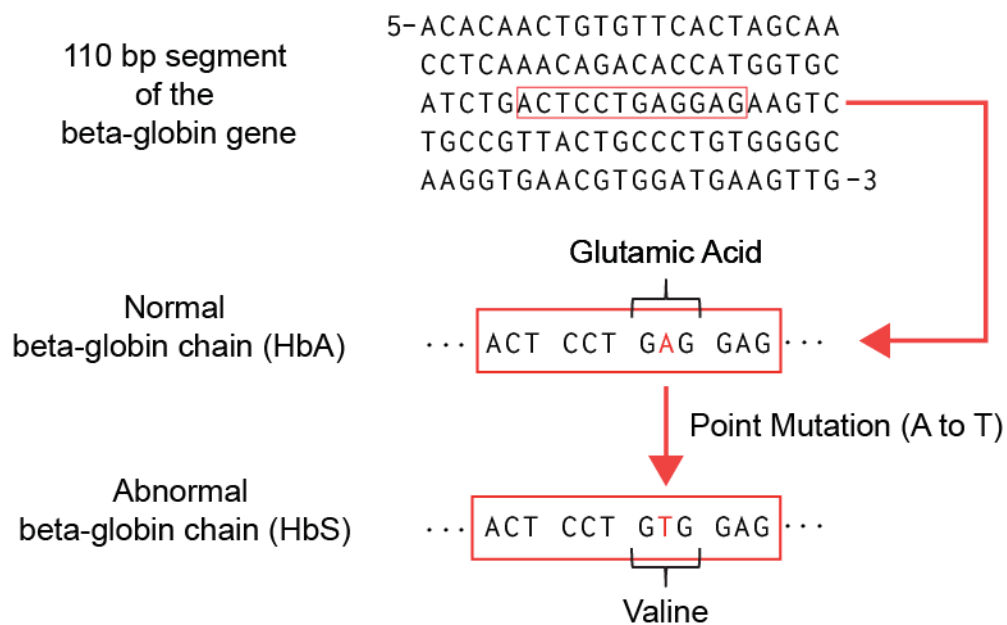 110 bp segment
of the
beta-globin gene
5-ACACAACTGTGTTCACTAGCAA
CCTCAAACAGACACCATGGTGC
ATCTGACTCCTGAGGAGAAGTC
TGCCGTTACTGCCCTGTGGGGC
AAGGTGAACGTGGATGAAGTTG-3
Glutamic Acid
Normal
beta-globin chain (HbA)
... ACT CCT GAG GAG ...
Point Mutation (A to T)
Abnormal
beta-globin chain (HbS)
... ACT CCT GTG GAG ...
Valine